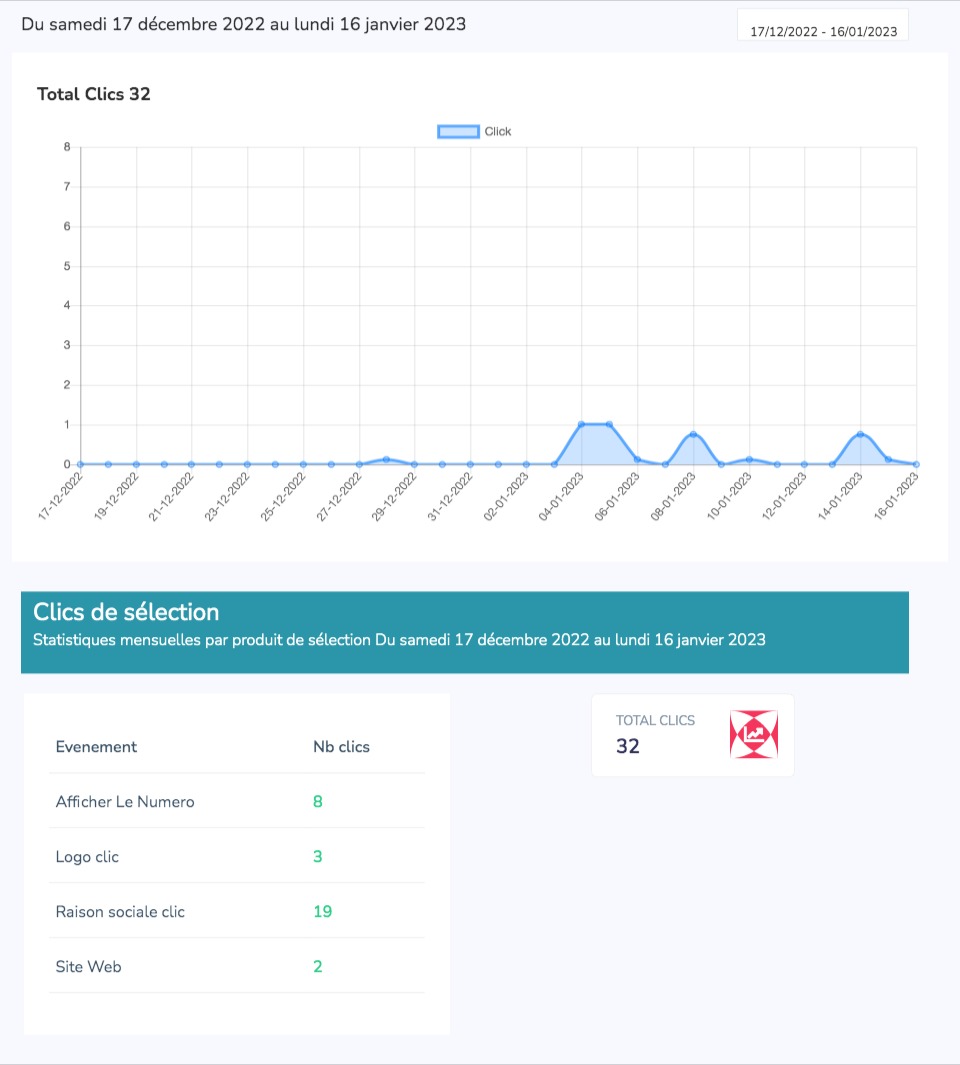 Du samedi 17 décembre 2022 au lundi 16 janvier 2023
17/12/2022 - 16/01/2023
Total Clics 32
Click
8
7
6
5
4
3
2
1
0
17-12-2022
19-12-2022
21-12-2022
23-12-2022
25-12-2022
27-12-2022
29-12-2022
31-12-2022
02-01-2023
04-01-2023
06-01-2023
08-01-2023
10-01-2023
12-01-2023
14-01-2023
16-01-2023
Clics de sélection
Statistiques mensuelles par produit de sélection Du samedi 17 décembre 2022 au lundi 16 janvier 2023
Evenement Nb clics
Afficher Le Numero 8
Logo clic 3
Raison sociale clic 19
Site Web 2
TOTAL CLICS
32